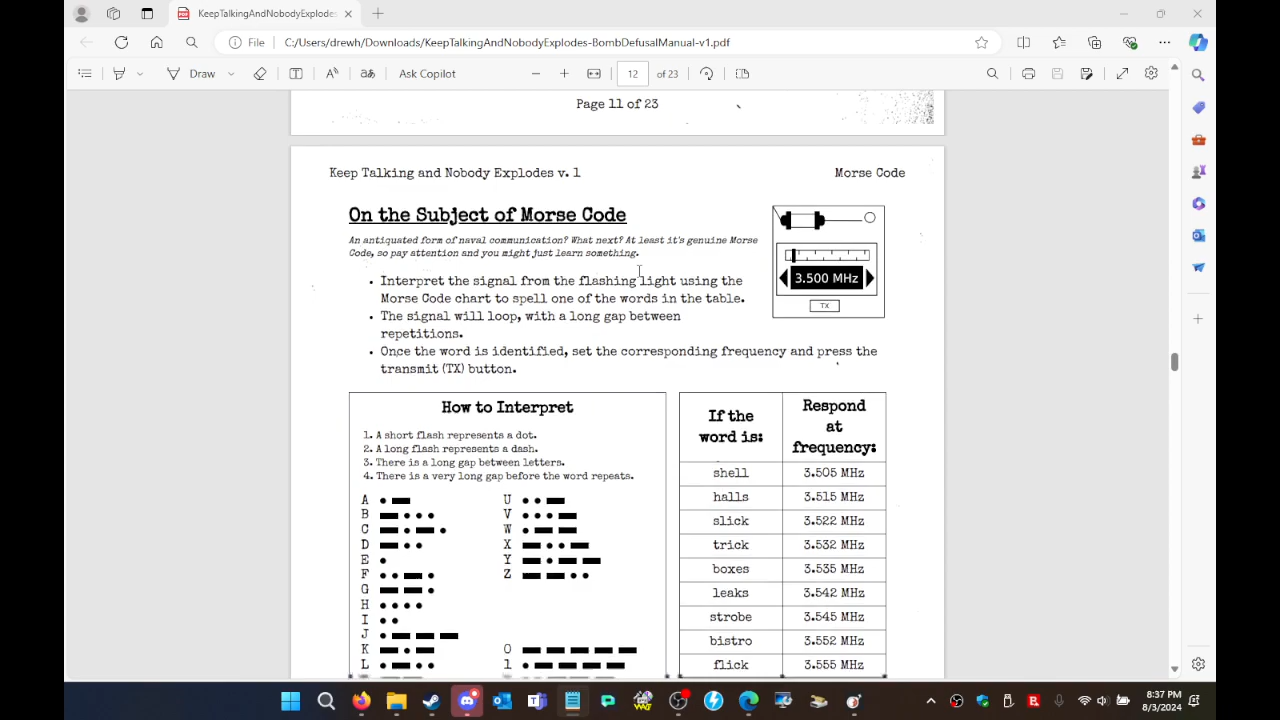 KeepTalkingAndNobodyExplodes
File C:/Users/drewh/Downloads/KeepTalkingAndNobodyExplodes-BombDefusalManual-v1.pdf
Draw Ask Copilot 12 of 23
Page 11 of 23
Keep Talking and Nobody Explodes v. 1 Morse Code
On the Subject of Morse Code
An antiquated form of naval communication? What next? At least it's genuine Morse
Code, so pay attention and you might just learn something.
3.500 MHz
TX
• Interpret the signal from the flashing light using the
Morse Code chart to spell one of the words in the table.
• The signal will loop, with a long gap between
repetitions.
• Once the word is identified, set the corresponding frequency and press the
transmit (TX) button.
How to Interpret
1. A short flash represents a dot.
2. A long flash represents a dash.
3. There is a long gap between letters.
4. There is a very long gap before the word repeats.
A
B
C
D
E
F
G
H
I
J
K
L
U
V
W
X
Y
Z
0
1
If the word is: Respond at frequency:
shell 3.505 MHz
halls 3.515 MHz
slick 3.522 MHz
trick 3.532 MHz
boxes 3.535 MHz
leaks 3.542 MHz
strobe 3.545 MHz
bistro 3.552 MHz
flick 3.555 MHz
8:37 PM
8/3/2024